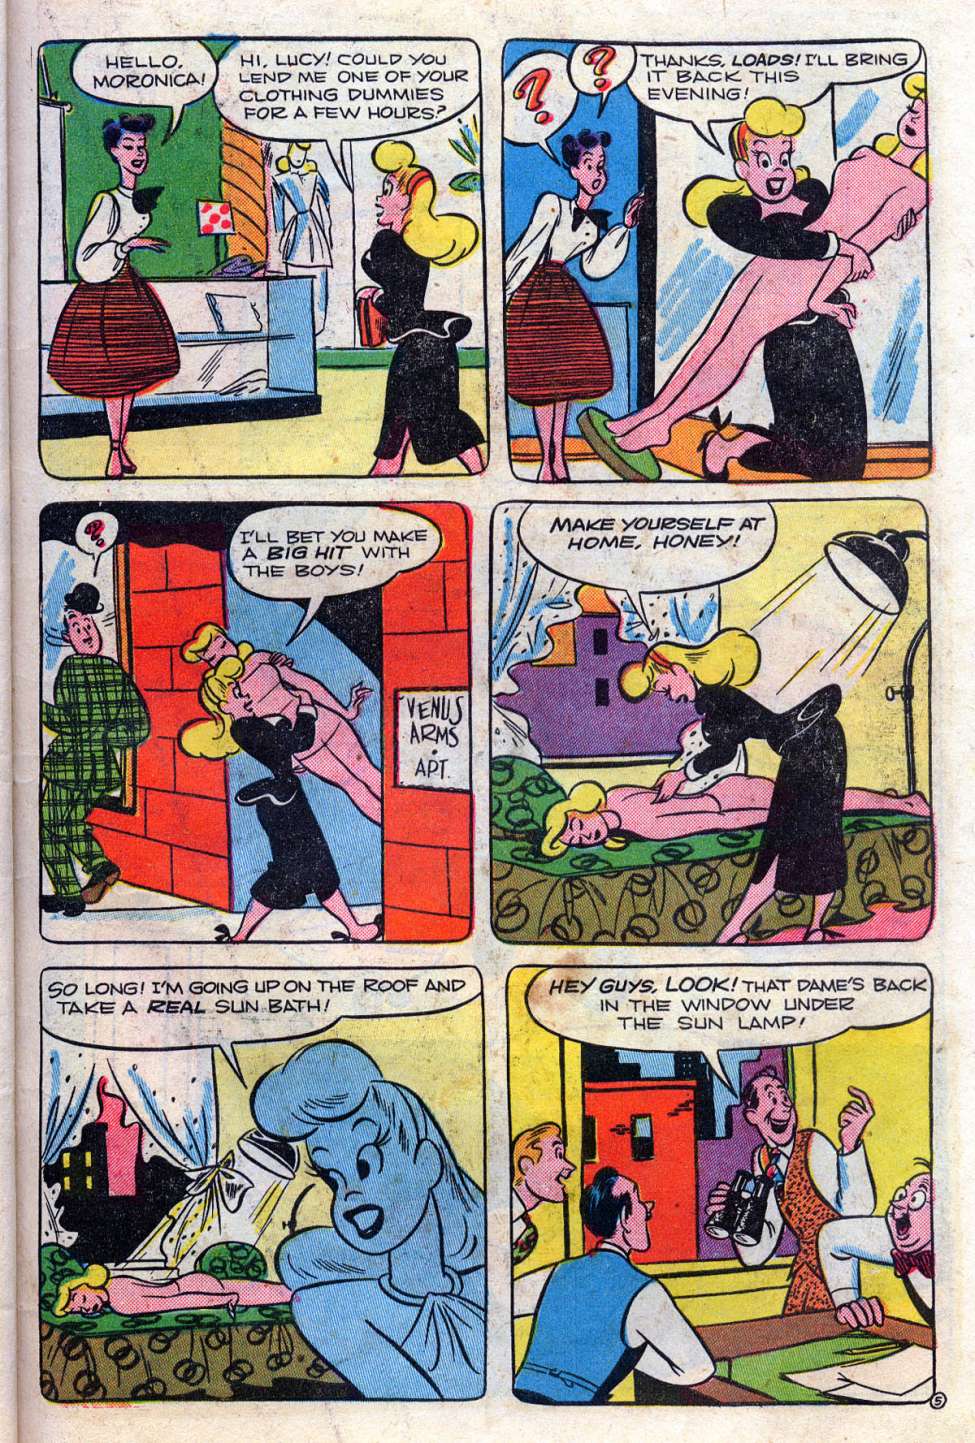 HELLO,
MORONICA!
HI, LUCY! COULD YOU
LEND ME ONE OF YOUR
CLOTHING DUMMIES
FOR A FEW HOURS?
?
?
THANKS, LOADS! I'LL BRING
IT BACK THIS
EVENING!
?
I'LL BET YOU MAKE
A BIG HIT WITH
THE BOYS!
VENUS
ARMS
•
APT.
MAKE YOURSELF AT
HOME, HONEY!
SO LONG! I'M GOING UP ON THE ROOF AND
TAKE A REAL SUN BATH!
HEY GUYS, LOOK! THAT DAME'S BACK
IN THE WINDOW UNDER
THE SUN LAMP!
5